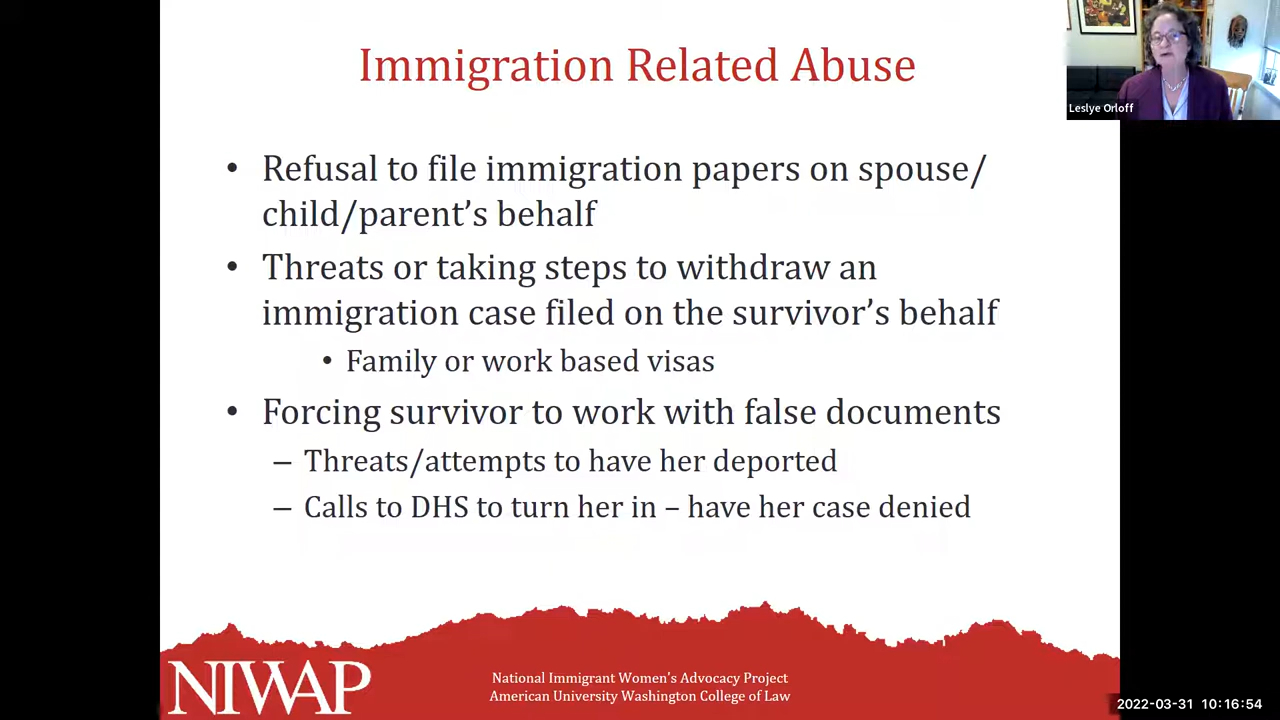 Immigration Related Abuse
Leslye Orloff
• Refusal to file immigration papers on spouse/
child/parent’s behalf
• Threats or taking steps to withdraw an
immigration case filed on the survivor’s behalf
• Family or work based visas
• Forcing survivor to work with false documents
– Threats/attempts to have her deported
– Calls to DHS to turn her in – have her case denied
NIWAP
National Immigrant Women's Advocacy Project
American University Washington College of Law
2022-03-31 10:16:54